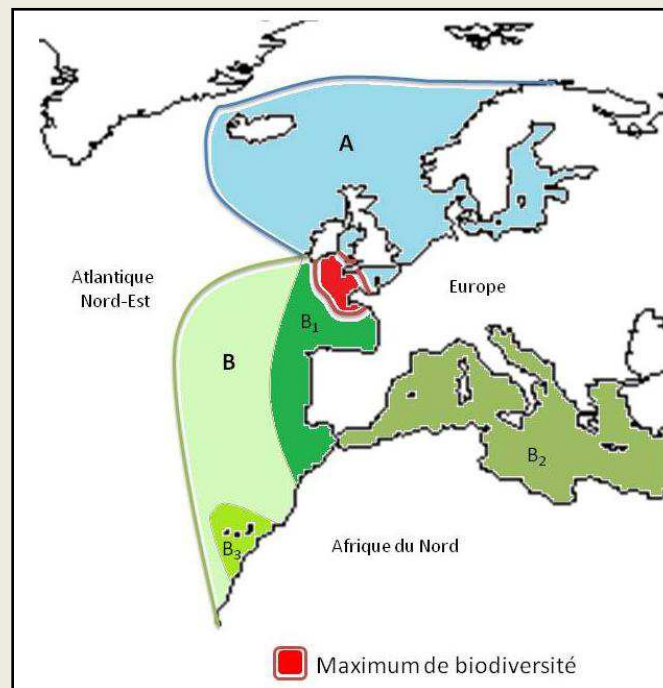 A
Atlantique
Nord-Est
Europe
B₁
B
B₂
B₃
Afrique du Nord
Maximum de biodiversité